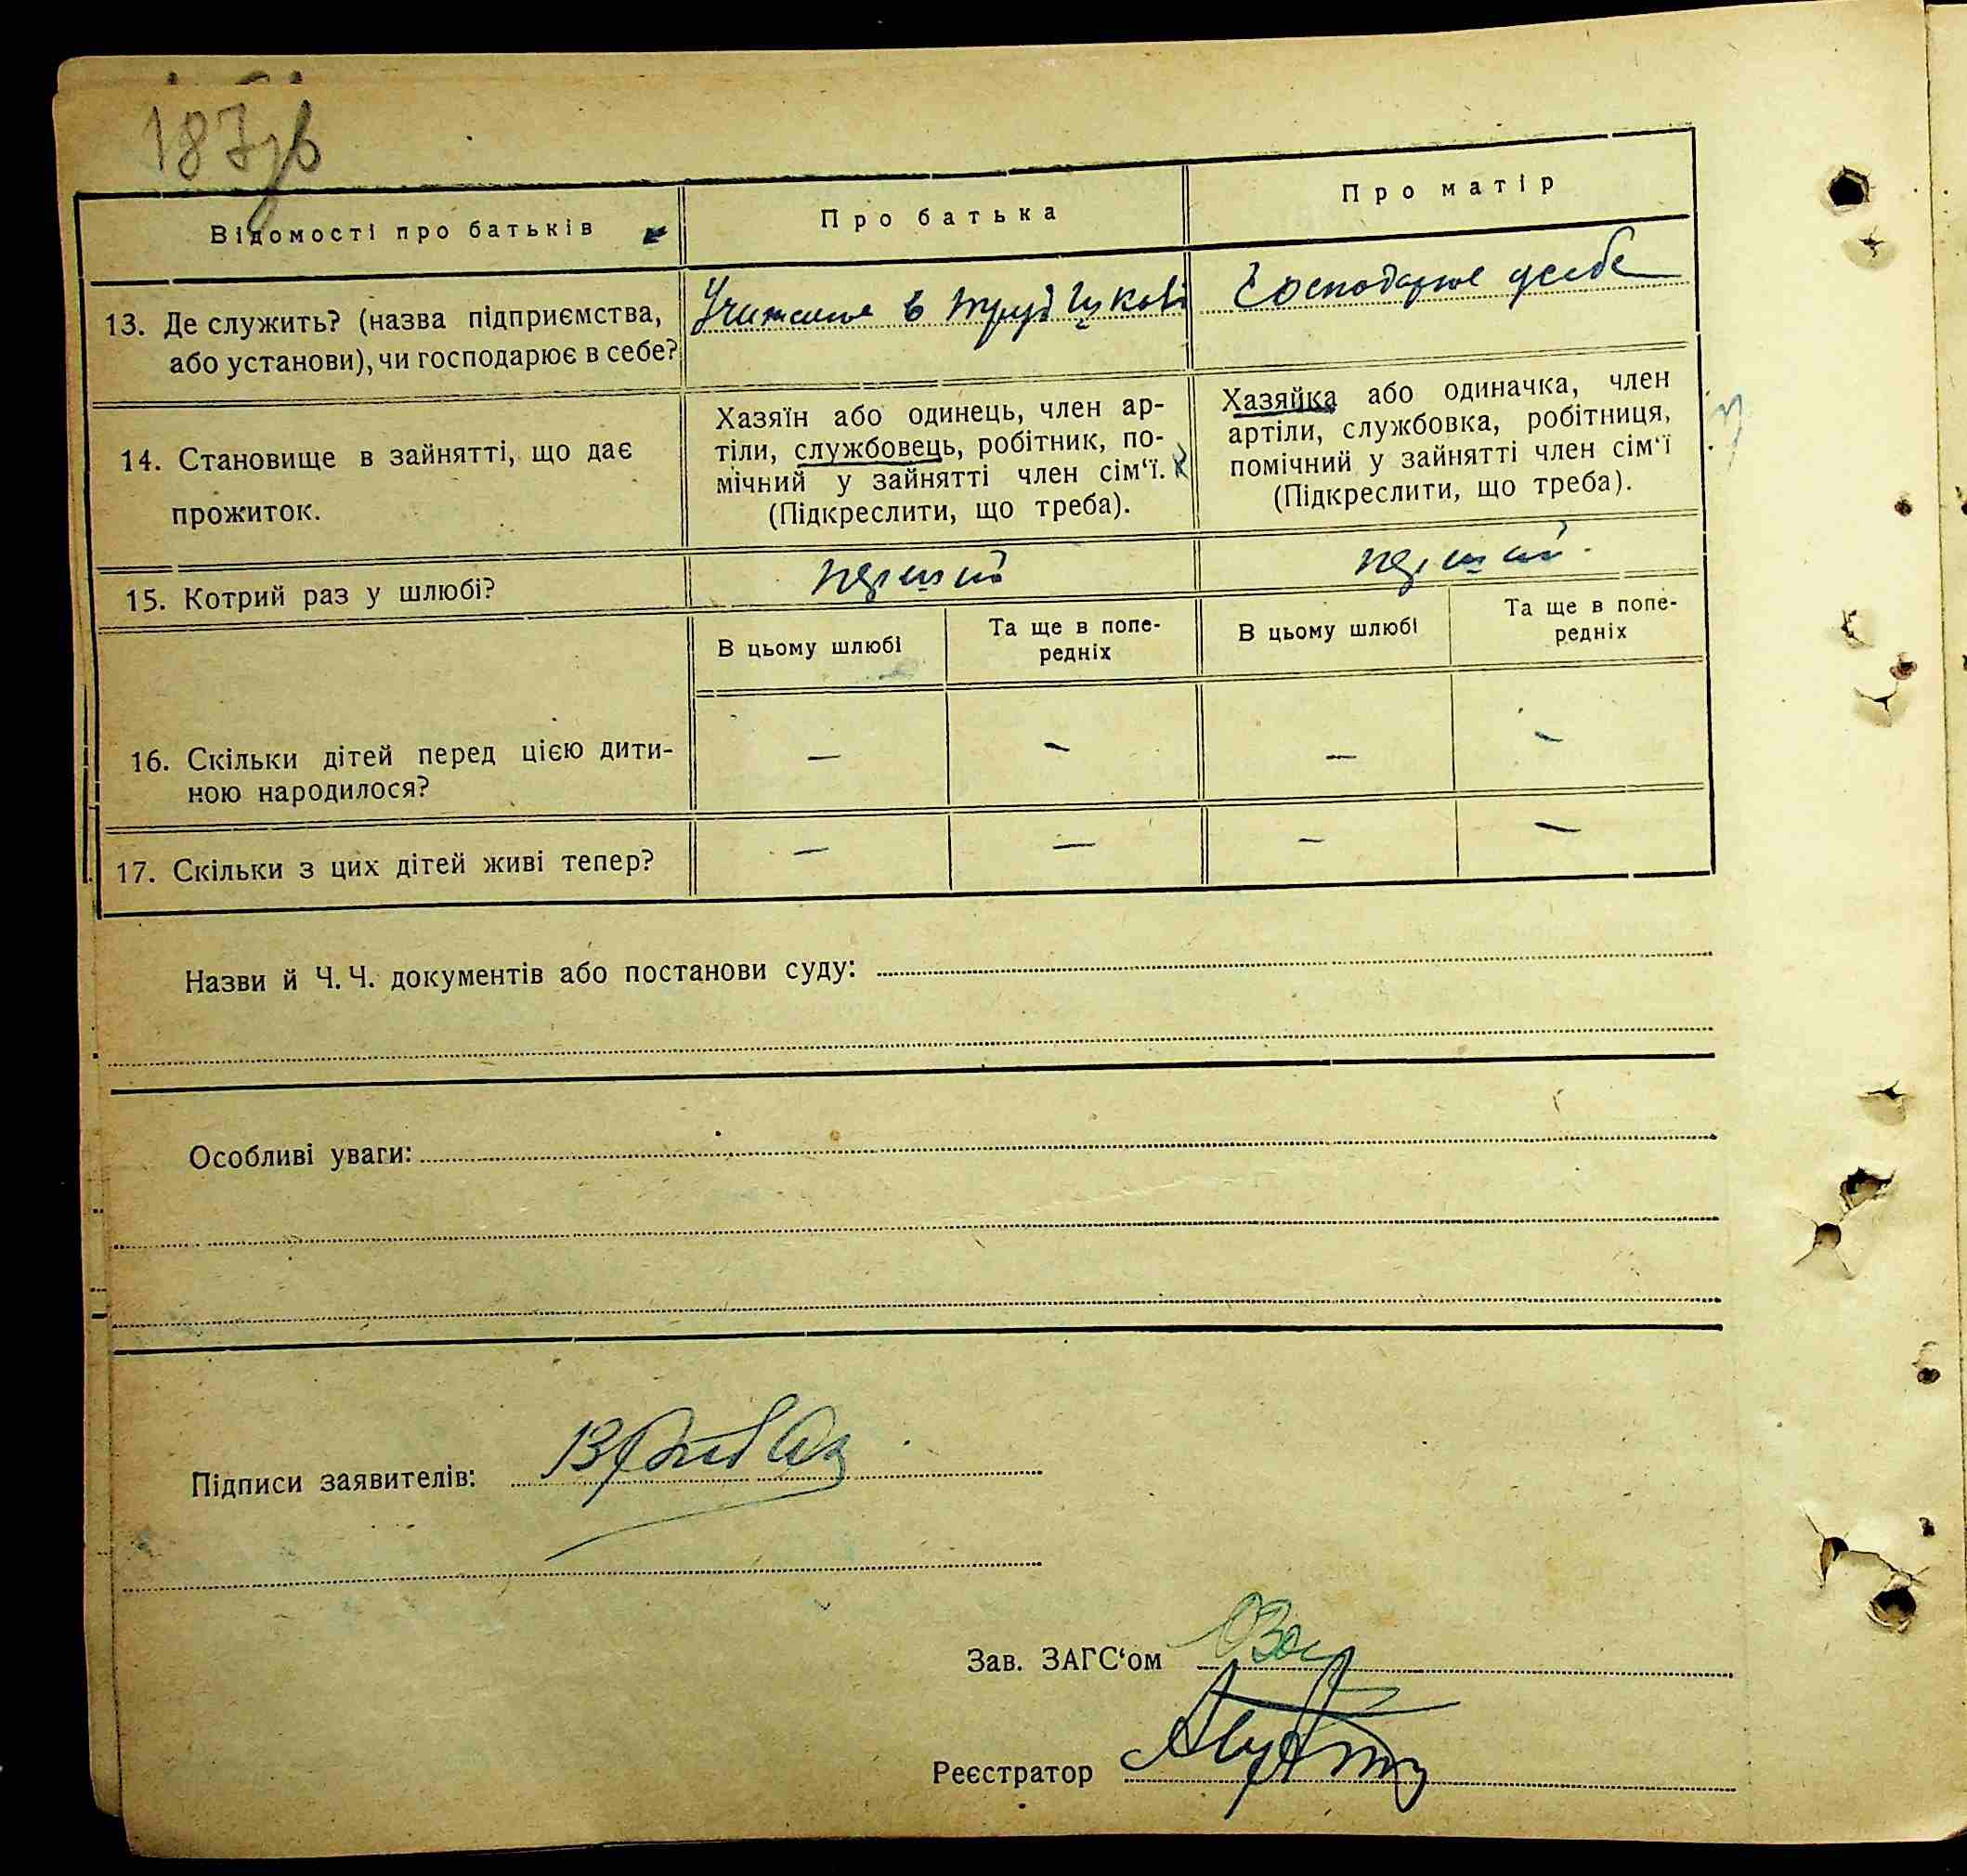 187
Відомості про батьків
Про батька
Про матір
13. Де служить? (назва підприємства,
або установи), чи господарює в себе?
Учитель в труд школі
Господарює у себе
14. Становище в зайнятті, що дає
прожиток.
Хазяїн або одинець, член ар-
тіли, службовець, робітник, по-
мічний у зайнятті член сім‘ї.
(Підкреслити, що треба).
Хазяйка або одиначка, член
артіли, службовка, робітниця,
помічний у зайнятті член сім‘ї
(Підкреслити, що треба).
15. Котрий раз у шлюбі?
перший
перший
В цьому шлюбі
Та ще в попе-
редніх
В цьому шлюбі
Та ще в попе-
редніх
16. Скільки дітей перед цією дити-
ною народилося?
— — — —
17. Скільки з цих дітей живі тепер?
— — — —
Назви й Ч. Ч. документів або постанови суду:
Особливі уваги:
Підписи заявителів:
Зав. ЗАГС‘ом
Реєстратор